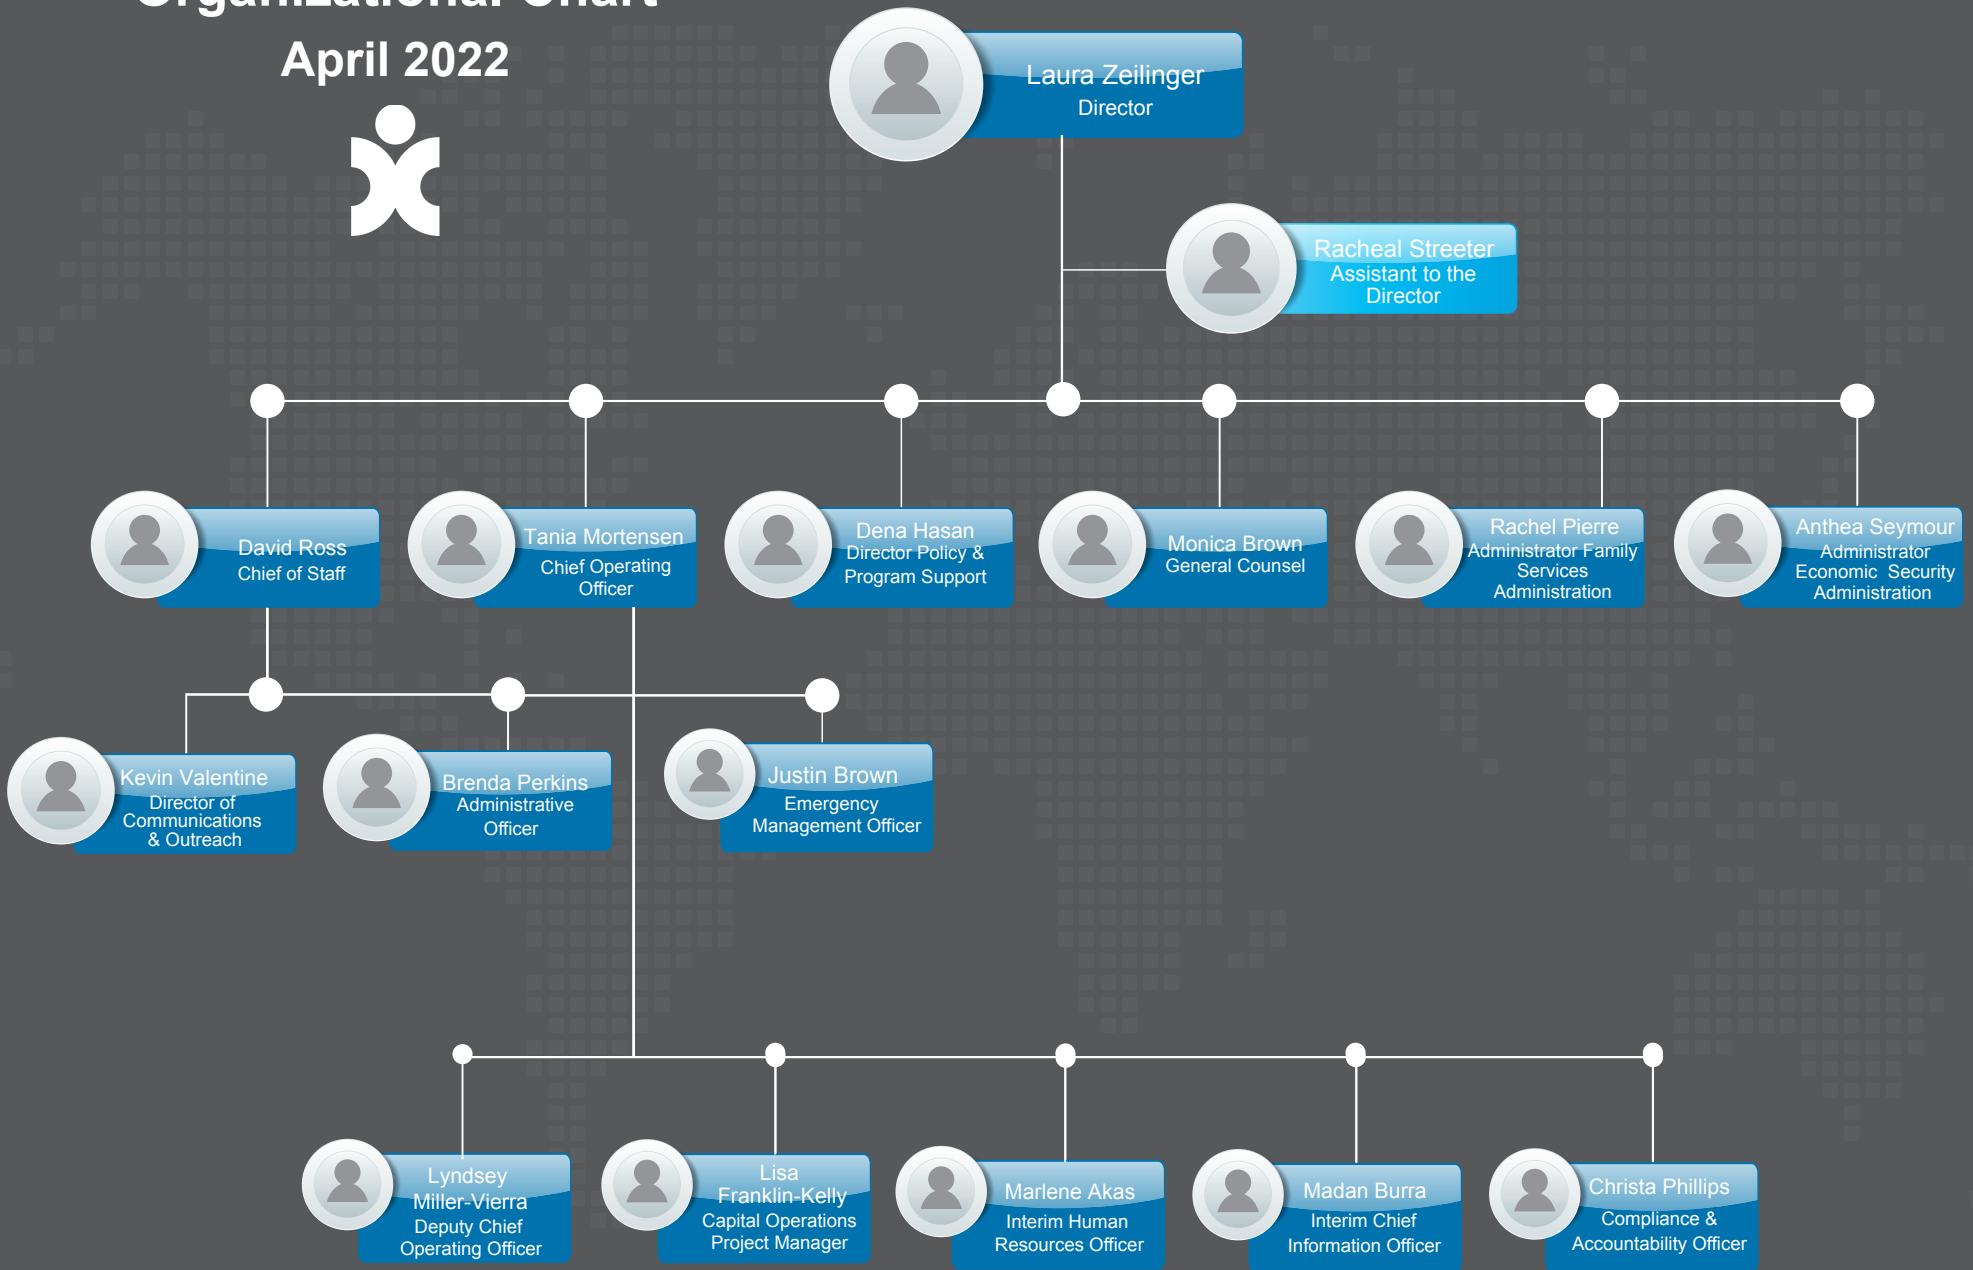 Organizational Chart
April 2022
Laura Zeilinger
Director
Racheal Streeter
Assistant to the
Director
David Ross
Chief of Staff
Tania Mortensen
Chief Operating
Officer
Dena Hasan
Director Policy &
Program Support
Monica Brown
General Counsel
Rachel Pierre
Administrator Family
Services
Administration
Anthea Seymour
Administrator
Economic Security
Administration
Kevin Valentine
Director of
Communications
& Outreach
Brenda Perkins
Administrative
Officer
Justin Brown
Emergency
Management Officer
Lyndsey
Miller-Vierra
Deputy Chief
Operating Officer
Lisa
Franklin-Kelly
Capital Operations
Project Manager
Marlene Akas
Interim Human
Resources Officer
Madan Burra
Interim Chief
Information Officer
Christa Phillips
Compliance &
Accountability Officer